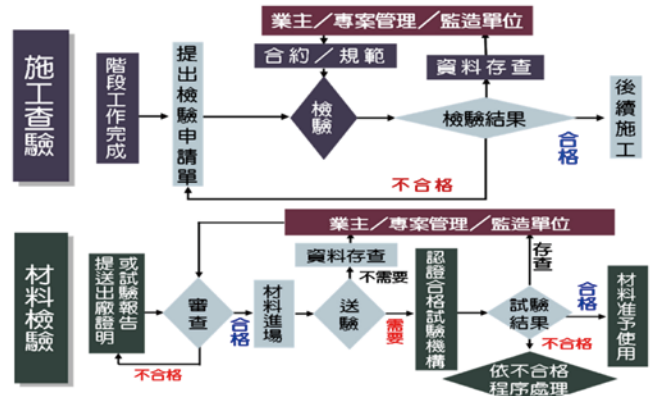 施工查驗
階段工作完成
提出檢驗申請單
業主／專案管理／監造單位
合約／規範
檢驗
資料存查
檢驗結果
合格
後續施工
不合格
材料檢驗
提送出廠證明
或試驗報告
審查
不合格
合格
材料進場
業主／專案管理／監造單位
資料存查
不需要
送驗
需要
認證合格
試驗機構
存查
試驗
結果
合格
材料准予使用
不合格
依不合格
程序處理